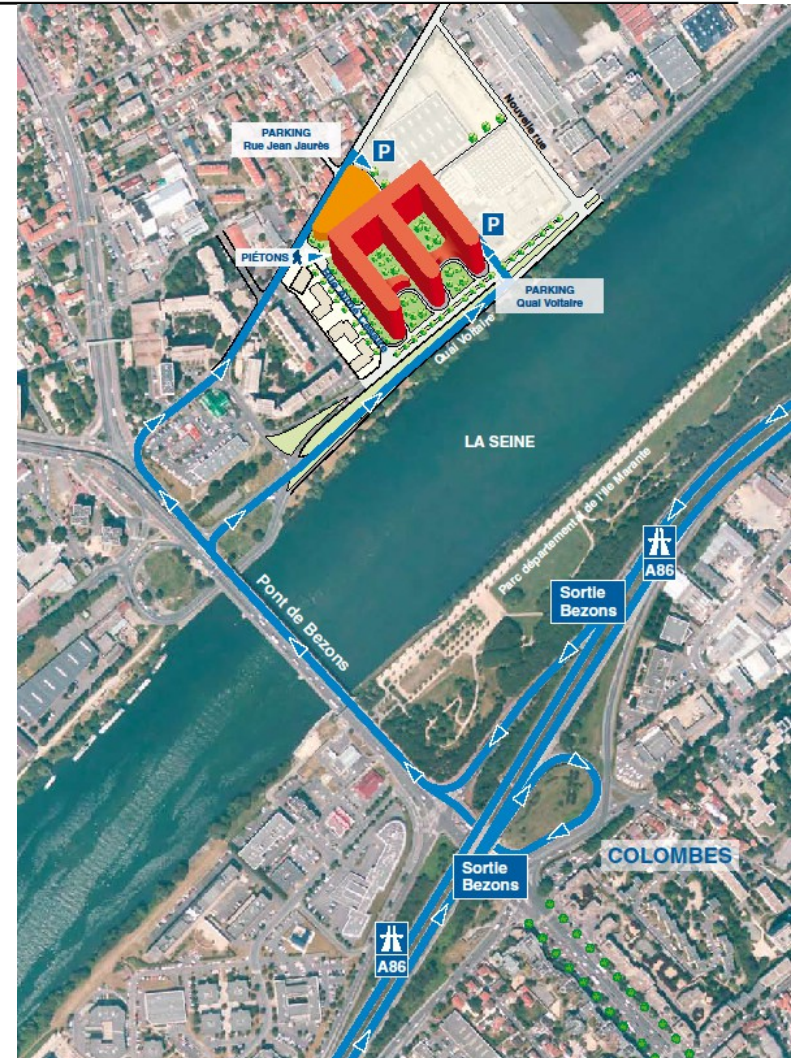 Nouvelle rue
PARKING
Rue Jean Jaurès
P
P
PIÉTONS
PARKING
Quai Voltaire
Quai Voltaire
LA SEINE
Parc départemental de l'Ile Marante
A86
Sortie
Bezons
Pont de Bezons
COLOMBES
Sortie
Bezons
A86